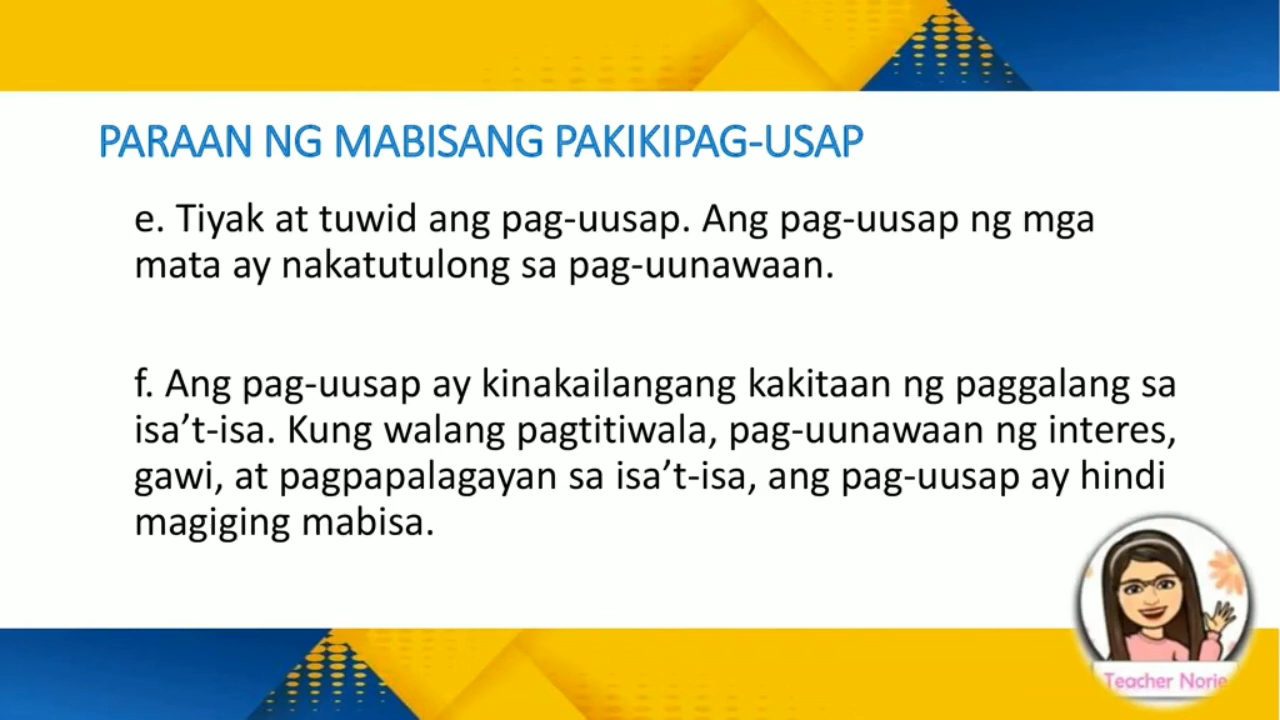 PARAAN NG MABISANG PAKIKIPAG-USAP
e. Tiyak at tuwid ang pag-uusap. Ang pag-uusap ng mga
mata ay nakatutulong sa pag-uunawaan.
f. Ang pag-uusap ay kinakailangang kakitaan ng paggalang sa
isa’t-isa. Kung walang pagtitiwala, pag-uunawaan ng interes,
gawi, at pagpapalagayan sa isa’t-isa, ang pag-uusap ay hindi
magiging mabisa.
Teacher Norie